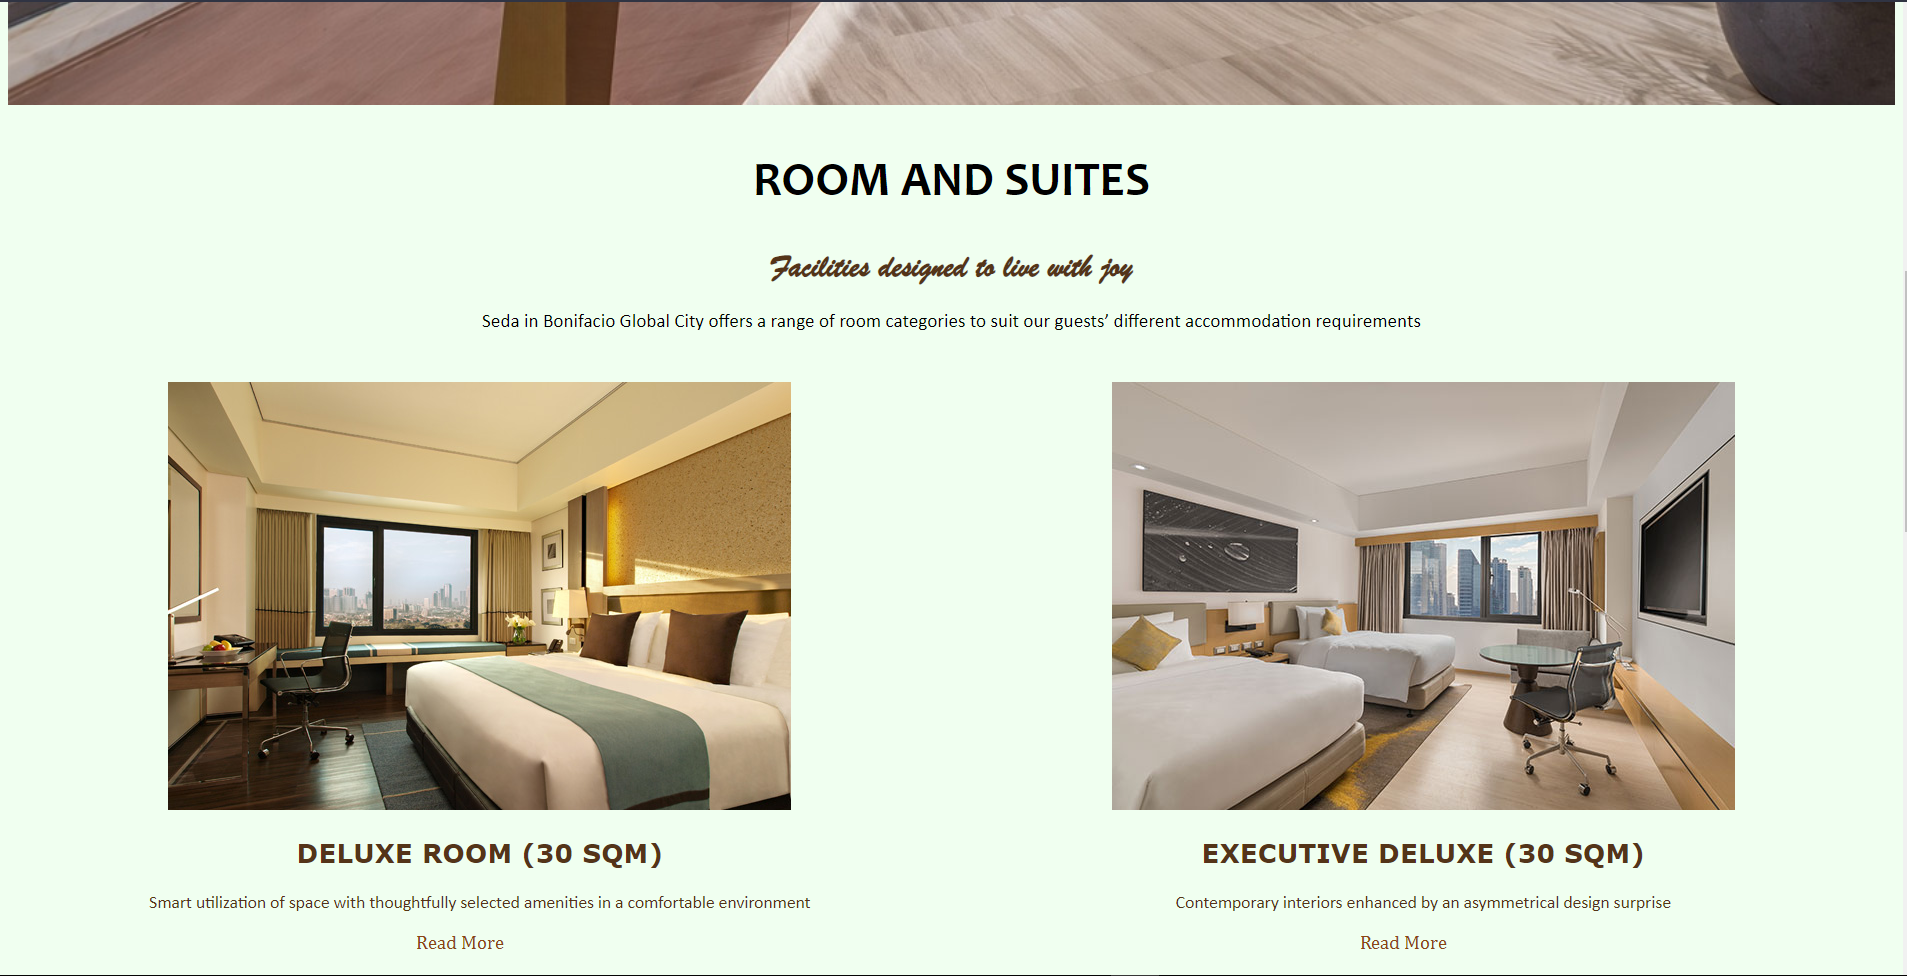 ROOM AND SUITES
Facilities designed to live with joy
Seda in Bonifacio Global City offers a range of room categories to suit our guests’ different accommodation requirements
DELUXE ROOM (30 SQM)
Smart utilization of space with thoughtfully selected amenities in a comfortable environment
Read More
EXECUTIVE DELUXE (30 SQM)
Contemporary interiors enhanced by an asymmetrical design surprise
Read More